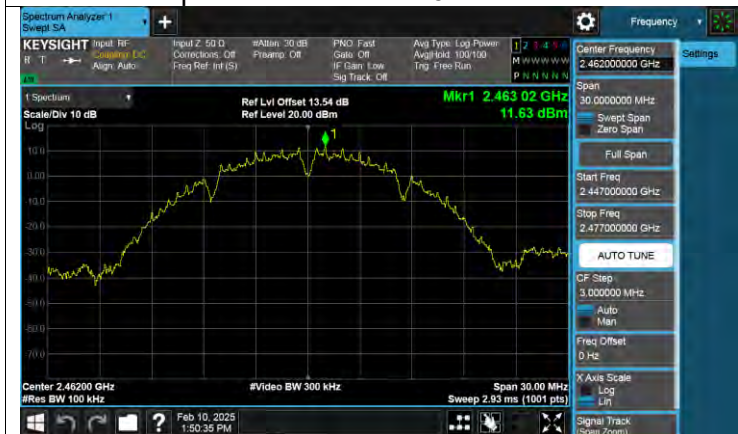 Spectrum Analyzer 1
Swept SA
+
Frequency
KEYSIGHT
R T
Input: RF
Coupling: DC
Align: Auto
Input Z: 50 Ω
Corrections: Off
Freq Ref: Int (S)
#Atten: 30 dB
Preamp: Off
PNO: Fast
Gate: Off
IF Gain: Low
Sig Track: Off
Avg Type: Log-Power
Avg|Hold: 100/100
Trig: Free Run
1 2 3 4 5 6
M W W W W W
P N N N N N
1 Spectrum
Scale/Div 10 dB
Log
Ref Lvl Offset 13.54 dB
Ref Level 20.00 dBm
Mkr1 2.463 02 GHz
11.63 dBm
1
10.0
0.00
-10.0
-20.0
-30.0
-40.0
-50.0
-60.0
-70.0
Center 2.46200 GHz
#Res BW 100 kHz
#Video BW 300 kHz
Span 30.00 MHz
Sweep 2.93 ms (1001 pts)
Center Frequency
2.462000000 GHz
Settings
Span
30.0000000 MHz
Swept Span
Zero Span
Full Span
Start Freq
2.447000000 GHz
Stop Freq
2.477000000 GHz
AUTO TUNE
CF Step
3.000000 MHz
Auto
Man
Freq Offset
0 Hz
X Axis Scale
Log
Lin
Signal Track
(Span Zoom)
?
Feb 10, 2025
1:50:35 PM